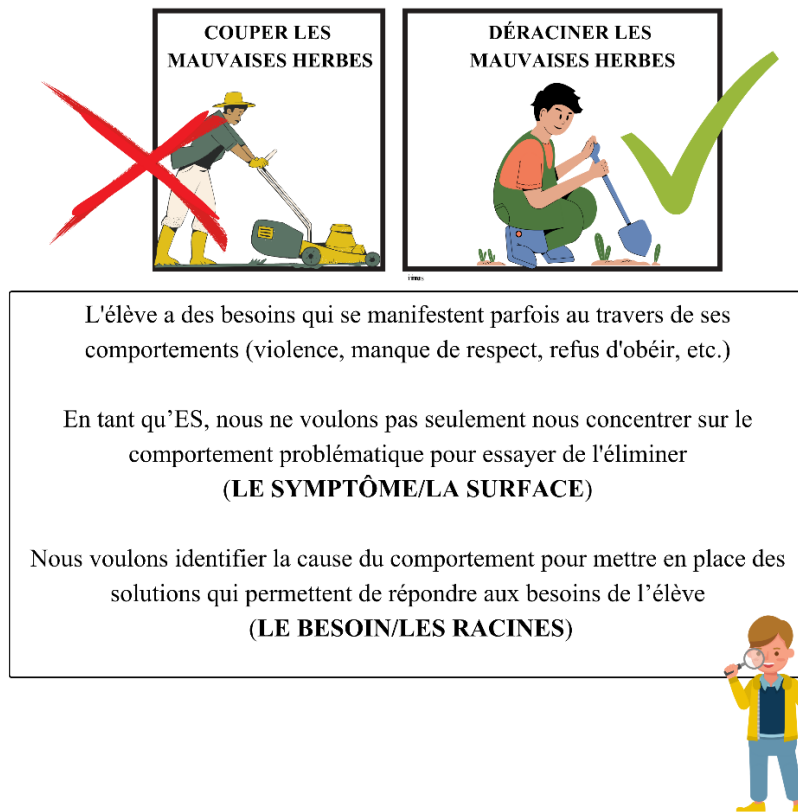 COUPER LES
MAUVAISES HERBES
DÉRACINER LES
MAUVAISES HERBES
L'élève a des besoins qui se manifestent parfois au travers de ses
comportements (violence, manque de respect, refus d'obéir, etc.)
En tant qu’ES, nous ne voulons pas seulement nous concentrer sur le
comportement problématique pour essayer de l'éliminer
(LE SYMPTÔME/LA SURFACE)
Nous voulons identifier la cause du comportement pour mettre en place des
solutions qui permettent de répondre aux besoins de l’élève
(LE BESOIN/LES RACINES)